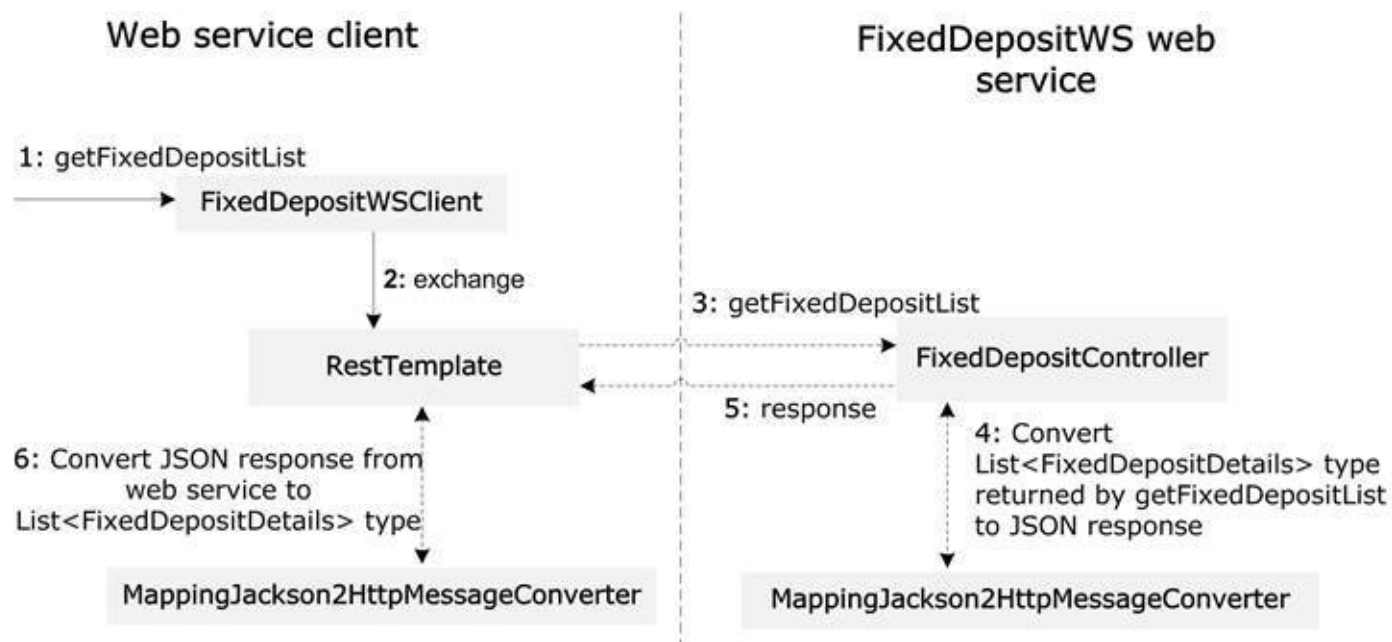 Web service client
FixedDepositWS web
service
1: getFixedDepositList
FixedDepositWSClient
2: exchange
3: getFixedDepositList
RestTemplate
FixedDepositController
5: response
6: Convert JSON response from
web service to
List<FixedDepositDetails> type
4: Convert
List<FixedDepositDetails> type
returned by getFixedDepositList
to JSON response
MappingJackson2HttpMessageConverter
MappingJackson2HttpMessageConverter